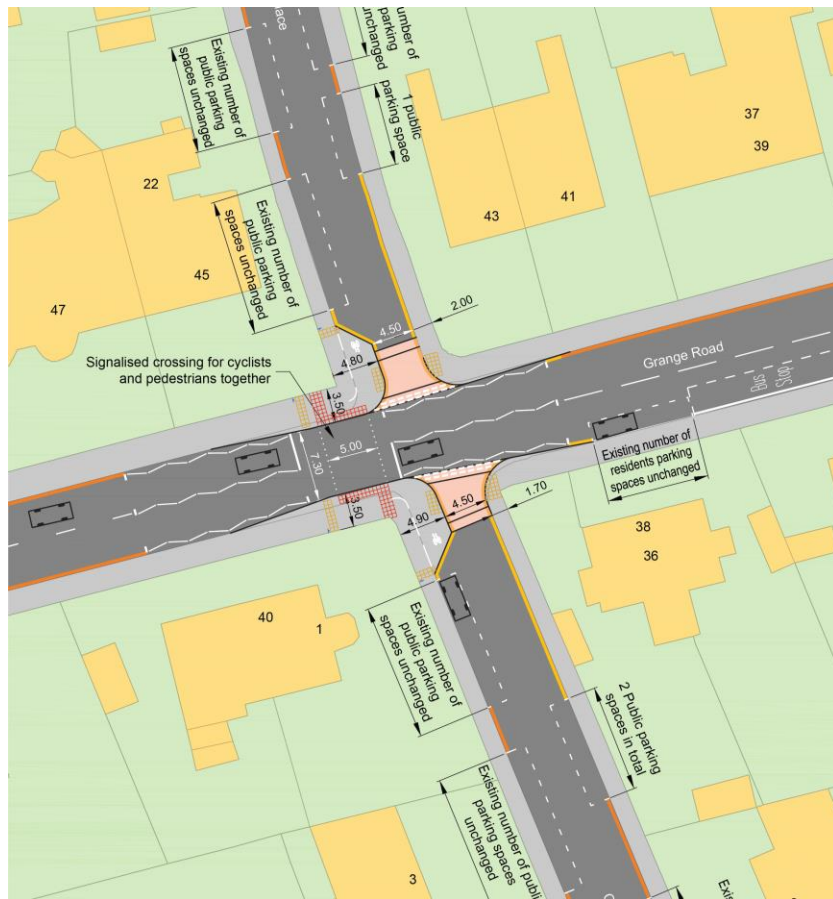 ace
Existing number of
public parking
spaces unchanged
number of
parking
unchanged
1 public
parking space
37
39
22
41
43
45
47
Existing number of
public parking
spaces unchanged
2.00
4.50
4.80
Signalised crossing for cyclists
and pedestrians together
Grange Road
Bus
Stop
3.50
5.00
7.30
Existing number of
residents parking
spaces unchanged
3.50
4.90
4.50
1.70
38
36
40
1
Existing number of
public parking
spaces unchanged
2 Public parking
spaces in total
Existing number of public
parking spaces
unchanged
3